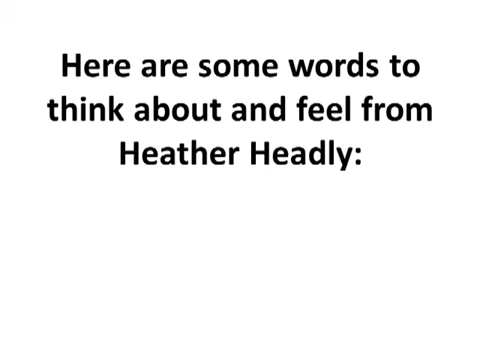 Here are some words to
think about and feel from
Heather Headly: